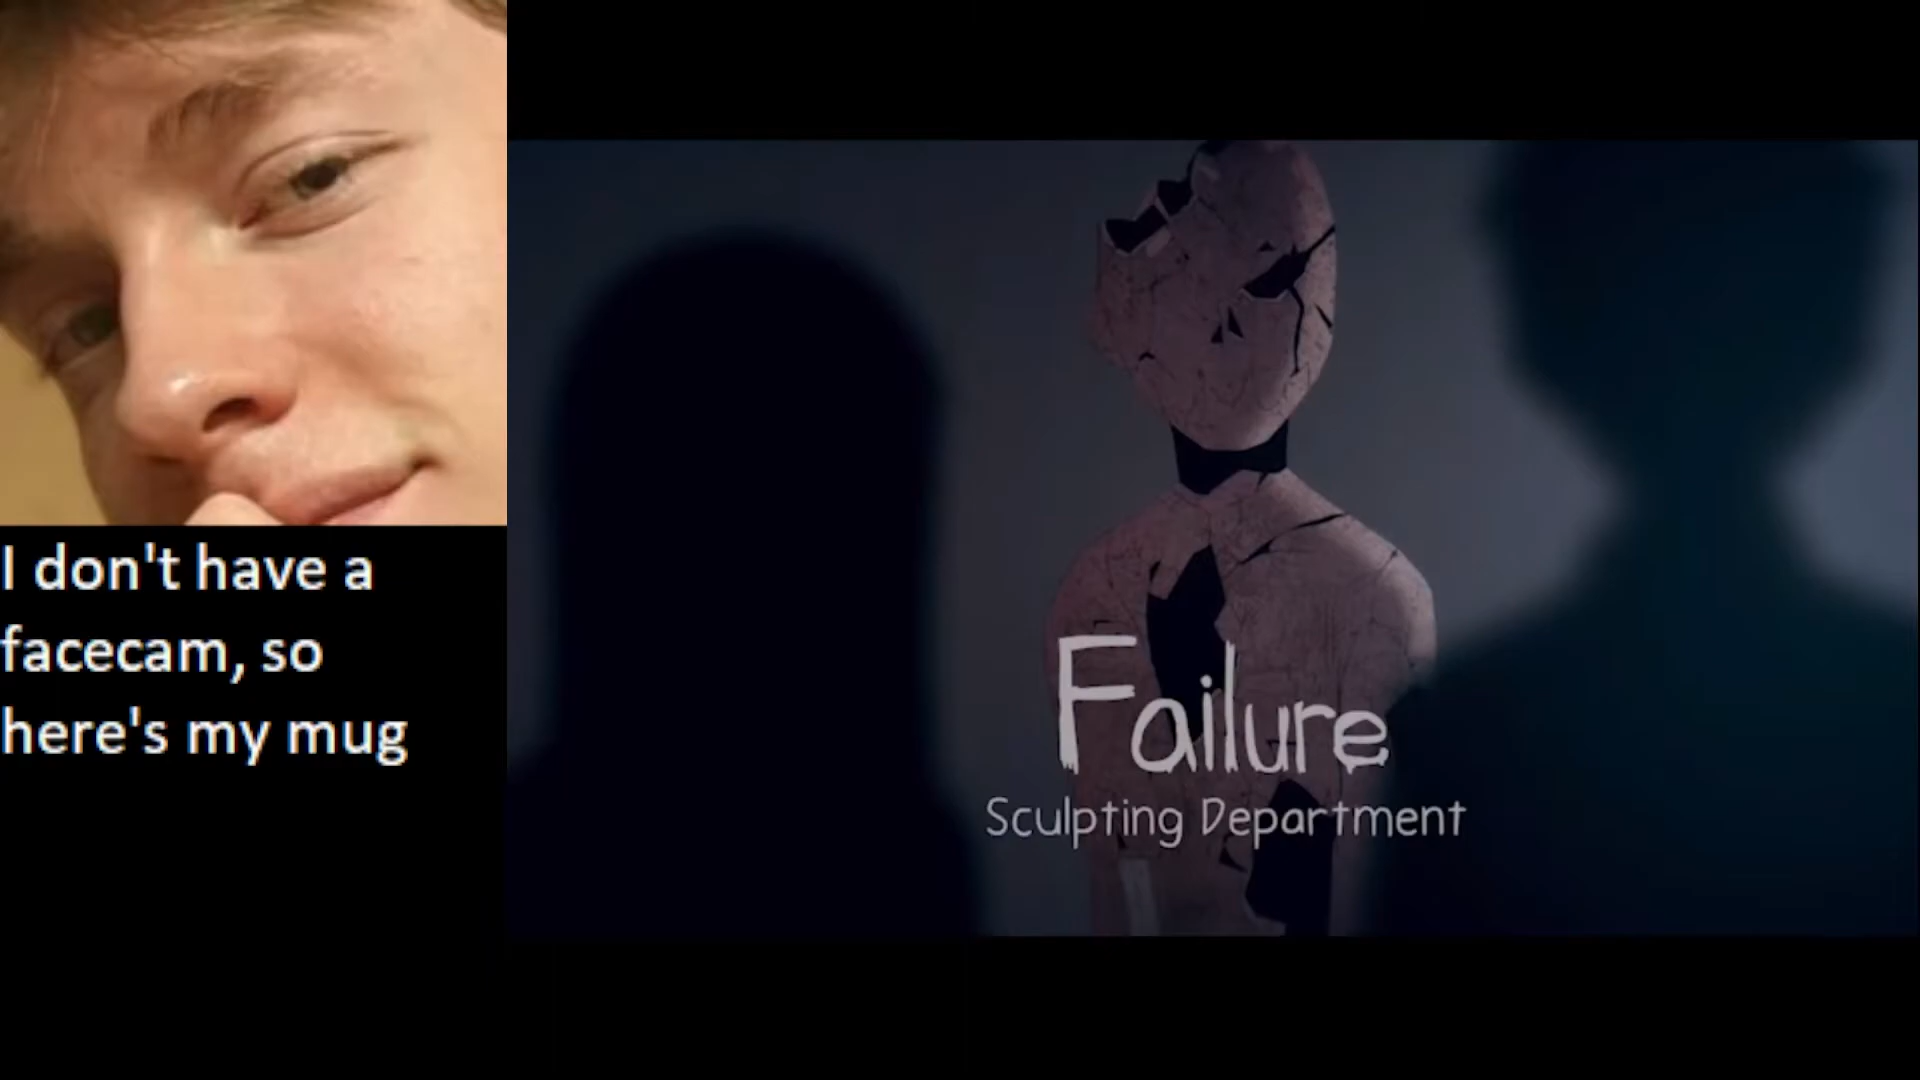 I don't have a
facecam, so
here's my mug
Failure
Sculpting Department